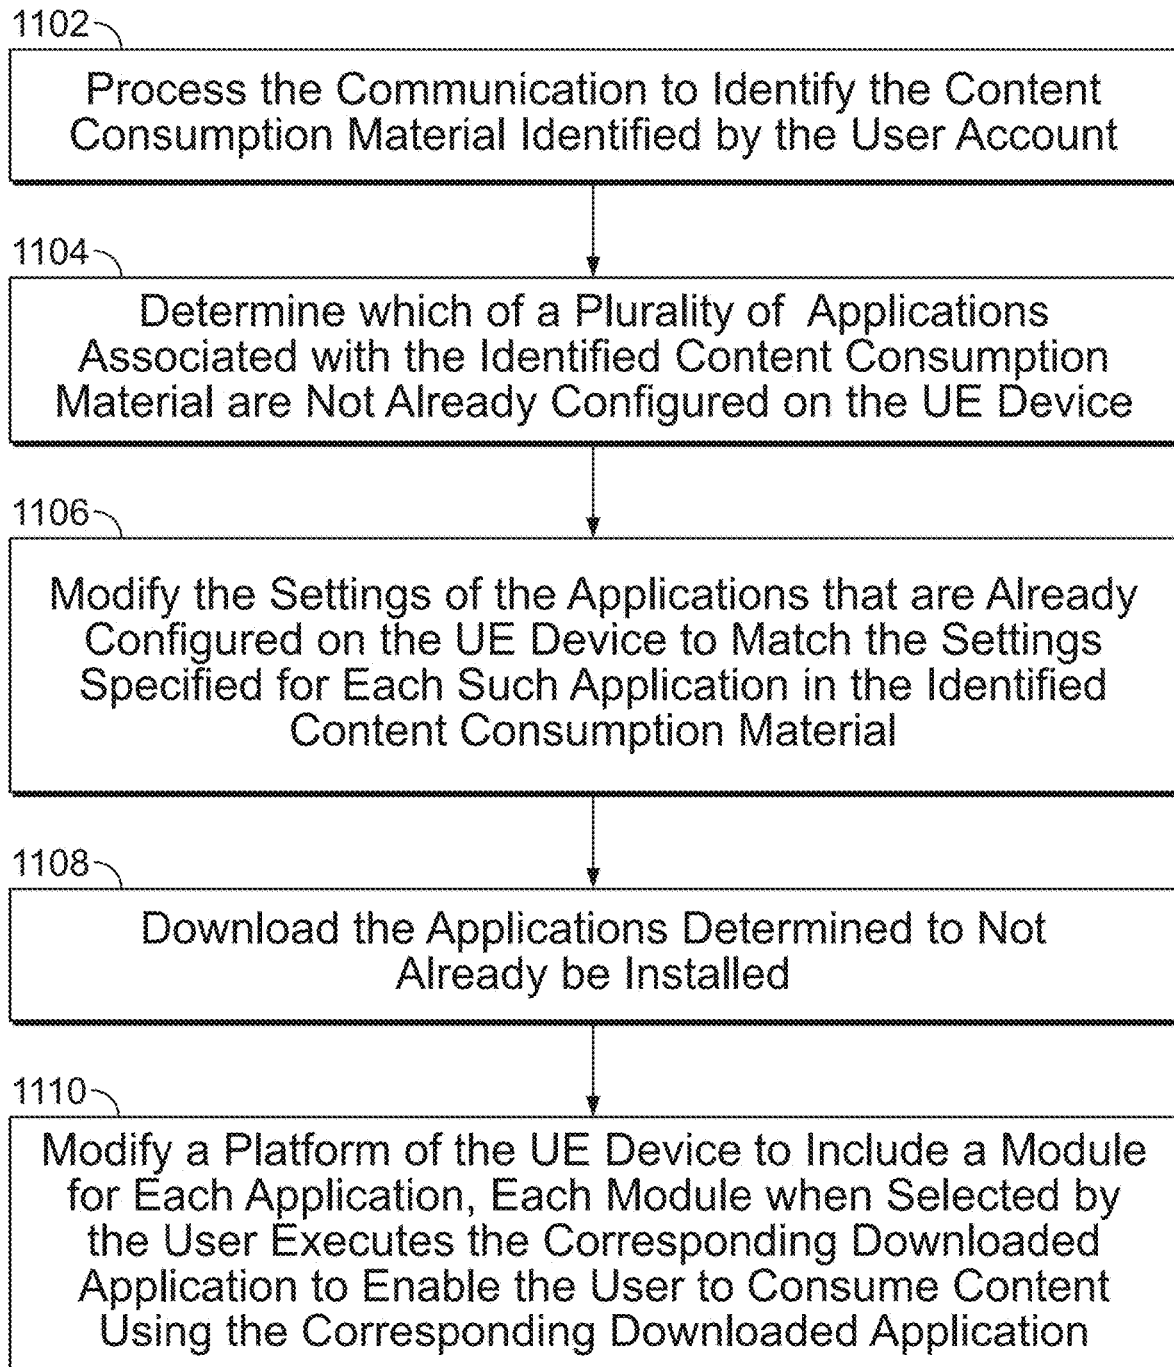 1102
Process the Communication to Identify the Content
Consumption Material Identified by the User Account
1104
Determine which of a Plurality of Applications
Associated with the Identified Content Consumption
Material are Not Already Configured on the UE Device
1106
Modify the Settings of the Applications that are Already
Configured on the UE Device to Match the Settings
Specified for Each Such Application in the Identified
Content Consumption Material
1108
Download the Applications Determined to Not
Already be Installed
1110
Modify a Platform of the UE Device to Include a Module
for Each Application, Each Module when Selected by
the User Executes the Corresponding Downloaded
Application to Enable the User to Consume Content
Using the Corresponding Downloaded Application